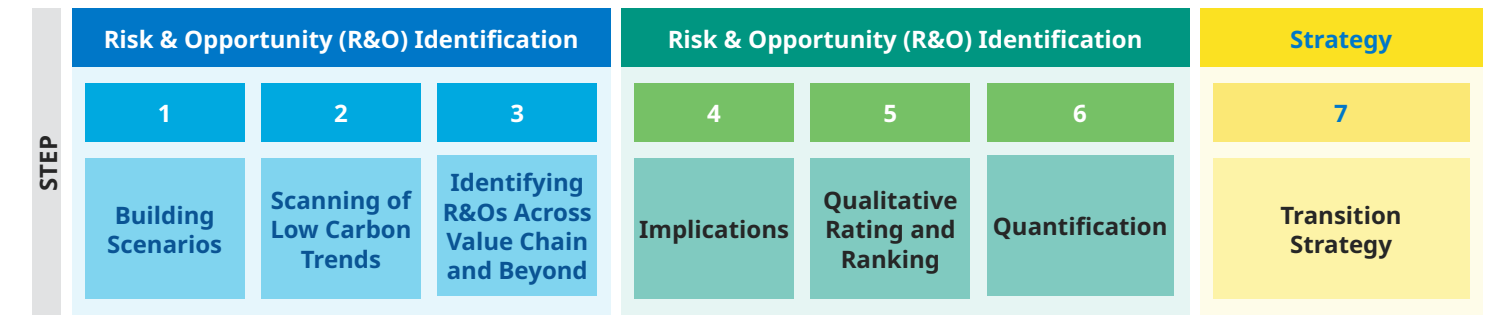 Risk & Opportunity (R&O) Identification
Risk & Opportunity (R&O) Identification
Strategy
STEP
1
2
3
4
5
6
7
Building
Scenarios
Scanning of
Low Carbon
Trends
Identifying
R&Os Across
Value Chain
and Beyond
Implications
Qualitative
Rating and
Ranking
Quantification
Transition
Strategy